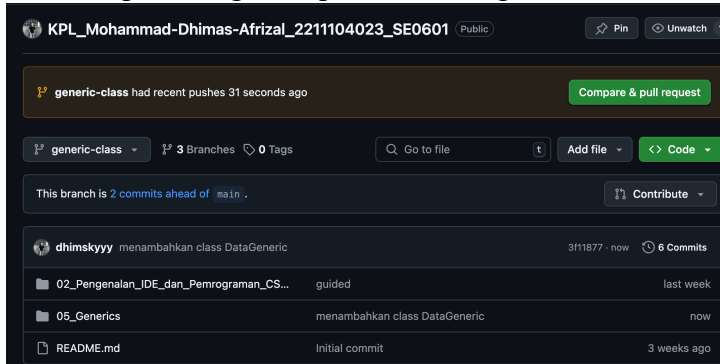 KPL_Mohammad-Dhimas-Afrizal_2211104023_SE0601 Public Pin Unwatch
generic-class had recent pushes 31 seconds ago Compare & pull request
generic-class 3 Branches 0 Tags Go to file t Add file <> Code
This branch is 2 commits ahead of main . Contribute
dhimskyyy menambahkan class DataGeneric 3f11877 · now 6 Commits
02_Pengenalan_IDE_dan_Pemrograman_CS... guided last week
05_Generics menambahkan class DataGeneric now
README.md Initial commit 3 weeks ago